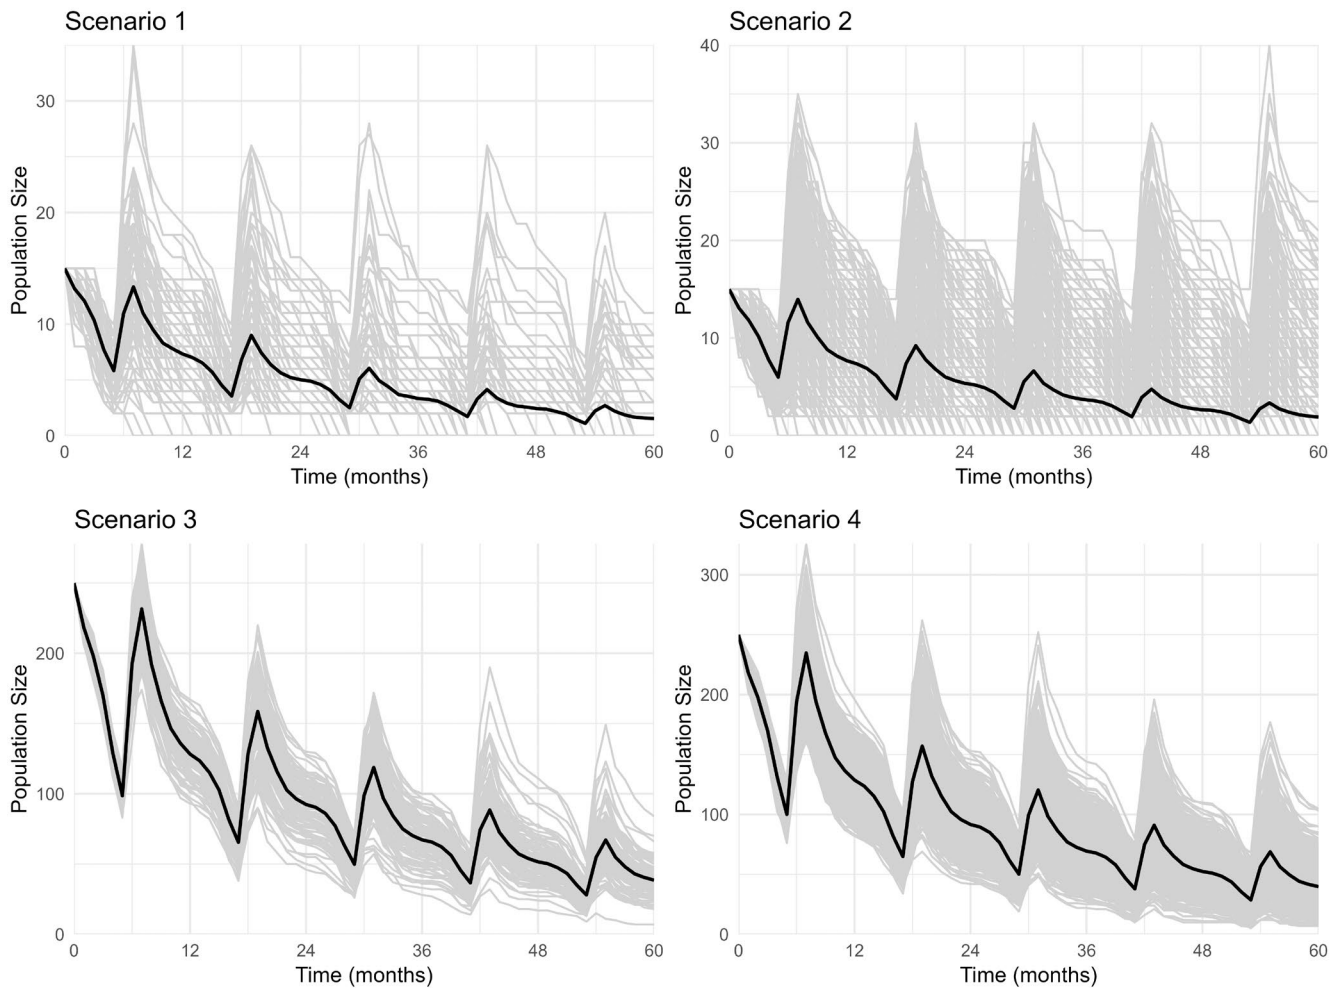 Scenario 1
Population Size
30
20
10
0
0 12 24 36 48 60
Time (months)
Scenario 2
Population Size
40
30
20
10
0
0 12 24 36 48 60
Time (months)
Scenario 3
Population Size
200
100
0
0 12 24 36 48 60
Time (months)
Scenario 4
Population Size
300
200
100
0
0 12 24 36 48 60
Time (months)